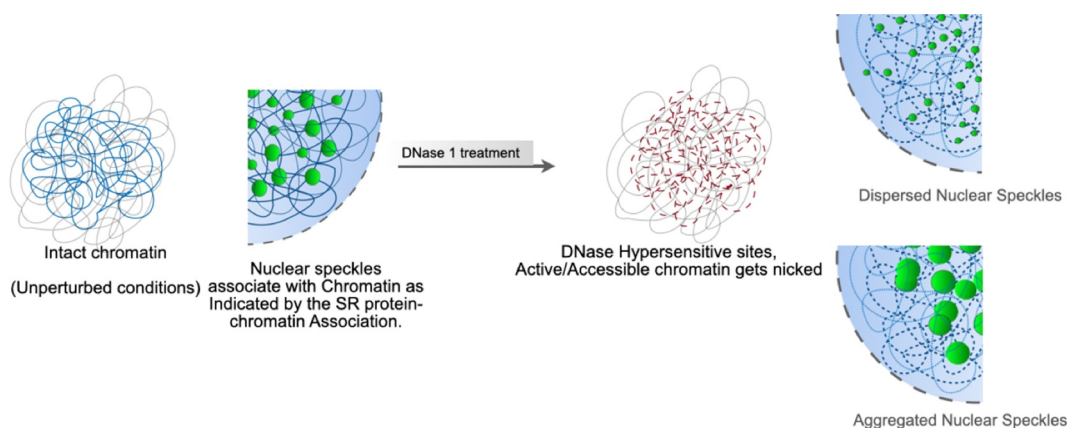 Intact chromatin
(Unperturbed conditions)
Nuclear speckles
associate with Chromatin as
Indicated by the SR protein-
chromatin Association.
DNase 1 treatment
DNase Hypersensitive sites,
Active/Accessible chromatin gets nicked
Dispersed Nuclear Speckles
Aggregated Nuclear Speckles